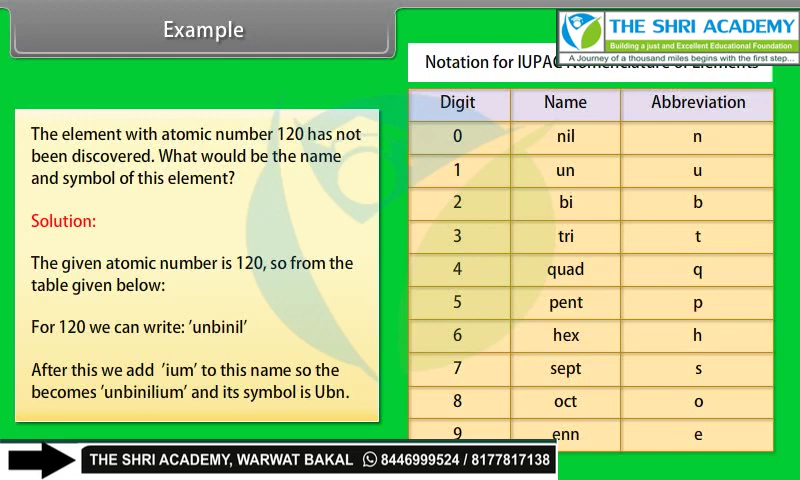 Example
THE SHRI ACADEMY
Building a just and Excellent Educational Foundation
A Journey of a thousand miles begins with the first step...
Notation for IUPAC Nomenclature of Elements
The element with atomic number 120 has not
been discovered. What would be the name
and symbol of this element?
Solution:
The given atomic number is 120, so from the
table given below:
For 120 we can write: ’unbinil’
After this we add ’ium’ to this name so the
becomes ’unbinilium’ and its symbol is Ubn.
Digit Name Abbreviation
0 nil n
1 un u
2 bi b
3 tri t
4 quad q
5 pent p
6 hex h
7 sept s
8 oct o
9 enn e
THE SHRI ACADEMY, WARWAT BAKAL 8446999524 / 8177817138